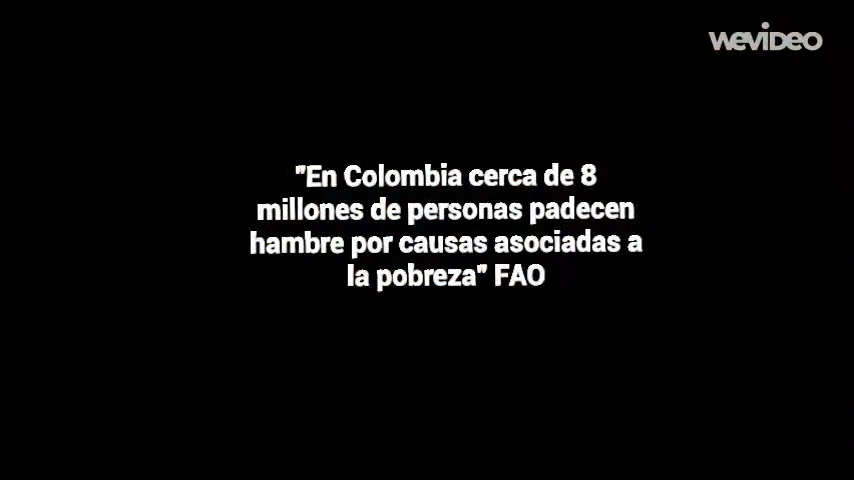 WEVIDEO
"En Colombia cerca de 8
millones de personas padecen
hambre por causas asociadas a
la pobreza" FAO